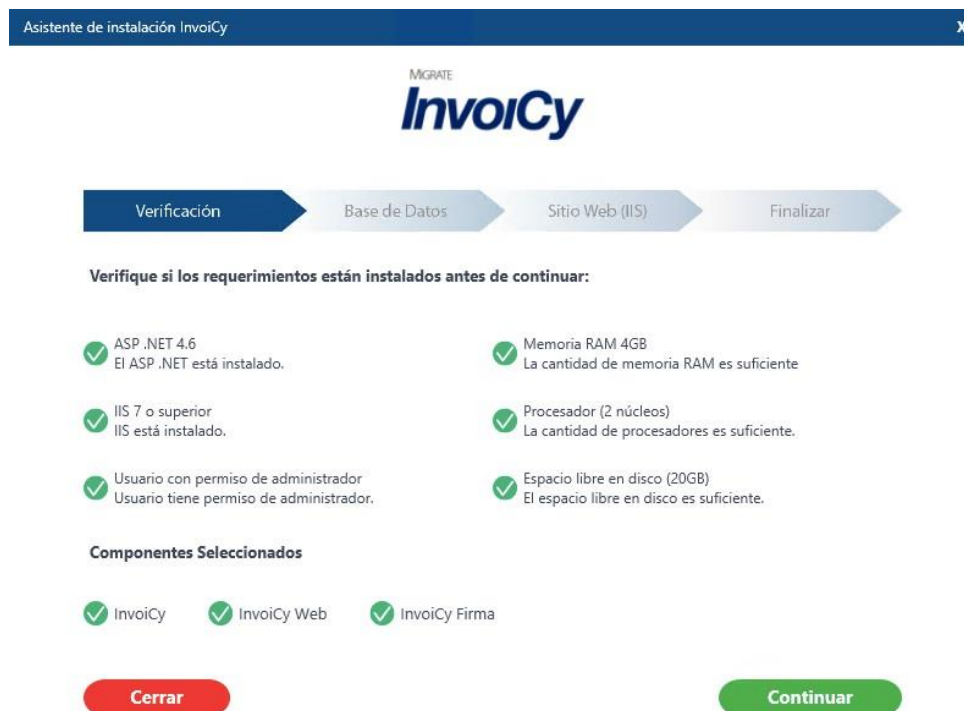 Asistente de instalación InvoiCy
X
MIGRATE
InvoiCy
Verificación
Base de Datos
Sitio Web (IIS)
Finalizar
Verifique si los requerimientos están instalados antes de continuar:
ASP .NET 4.6
El ASP .NET está instalado.
Memoria RAM 4GB
La cantidad de memoria RAM es suficiente
IIS 7 o superior
IIS está instalado.
Procesador (2 núcleos)
La cantidad de procesadores es suficiente.
Usuario con permiso de administrador
Usuario tiene permiso de administrador.
Espacio libre en disco (20GB)
El espacio libre en disco es suficiente.
Componentes Seleccionados
InvoiCy
InvoiCy Web
InvoiCy Firma
Cerrar
Continuar